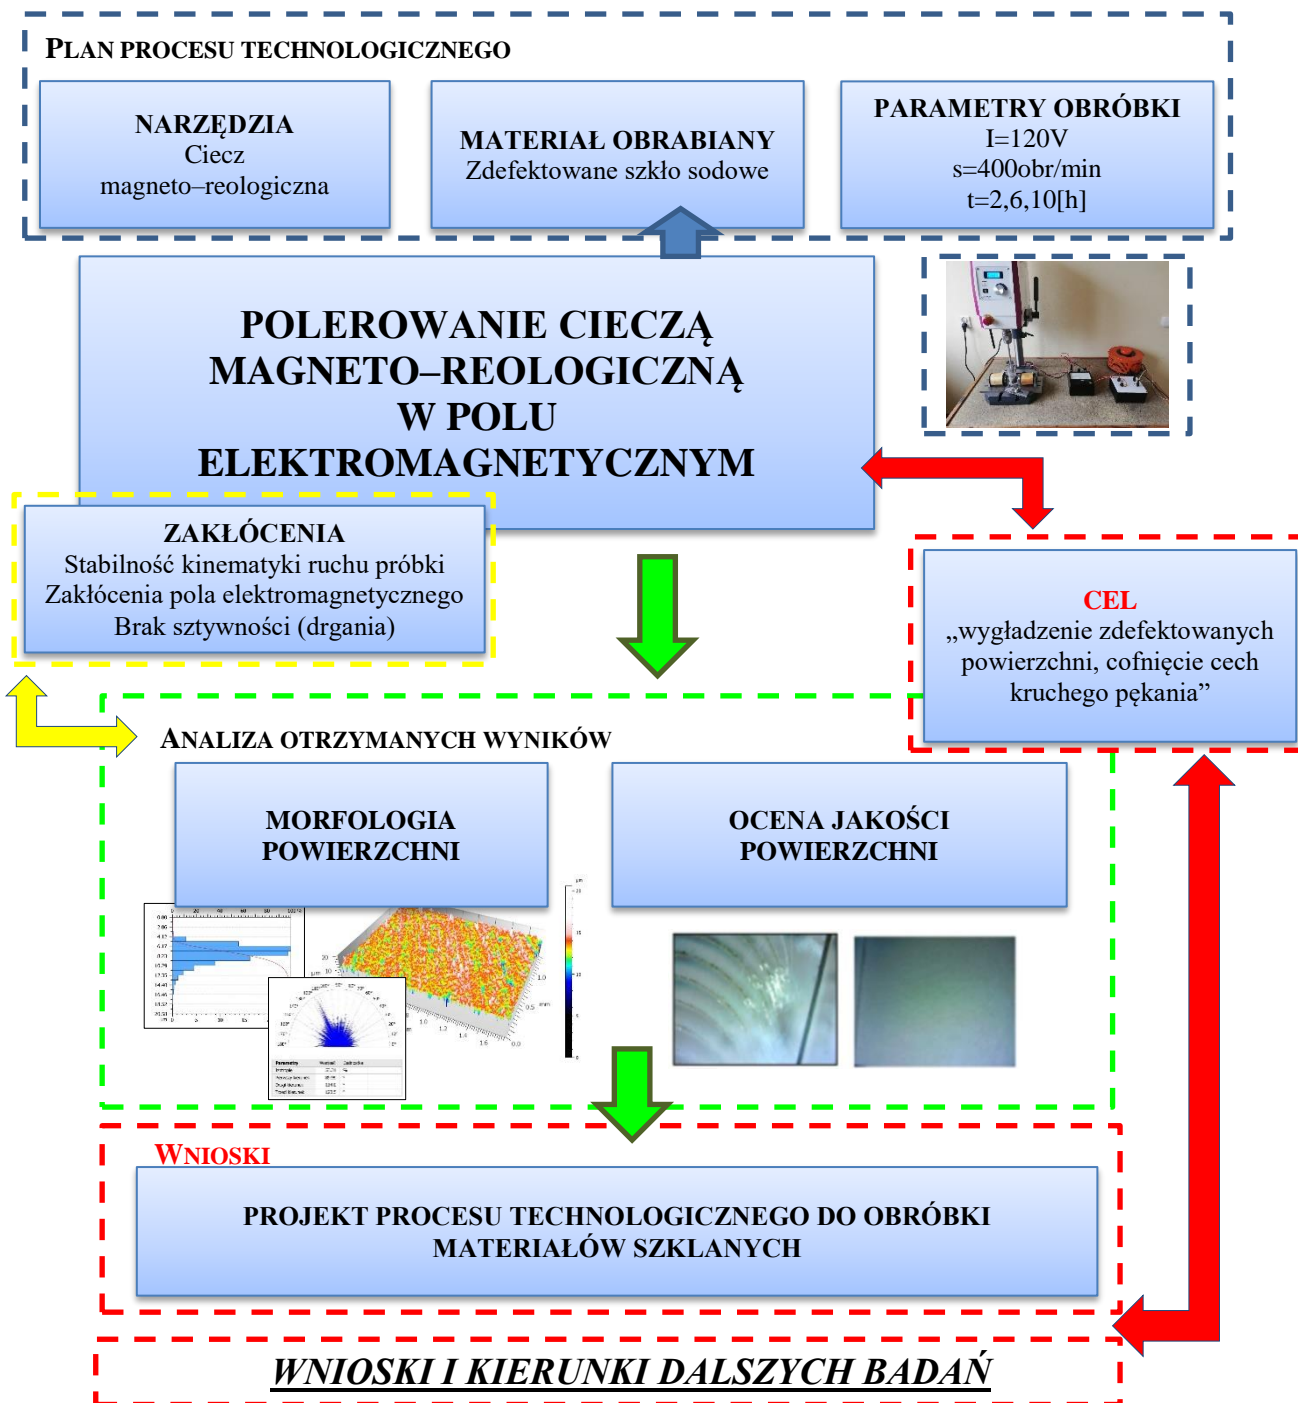 PLAN PROCESU TECHNOLOGICZNEGO
NARZĘDZIA
Ciecz
magneto–reologiczna
MATERIAŁ OBRABIANY
Zdefektowane szkło sodowe
PARAMETRY OBRÓBKI
I=120V
s=400obr/min
t=2,6,10[h]
POLEROWANIE CIECZĄ
MAGNETO–REOLOGICZNĄ
W POLU
ELEKTROMAGNETYCZNYM
ZAKŁÓCENIA
Stabilność kinematyki ruchu próbki
Zakłócenia pola elektromagnetycznego
Brak sztywności (drgania)
CEL
„wygładzenie zdefektowanych
powierzchni, cofnięcie cech
kruchego pękania”
ANALIZA OTRZYMANYCH WYNIKÓW
MORFOLOGIA
POWIERZCHNI
OCENA JAKOŚCI
POWIERZCHNI
WNIOSKI
PROJEKT PROCESU TECHNOLOGICZNEGO DO OBRÓBKI
MATERIAŁÓW SZKLANYCH
WNIOSKI I KIERUNKI DALSZYCH BADAŃ